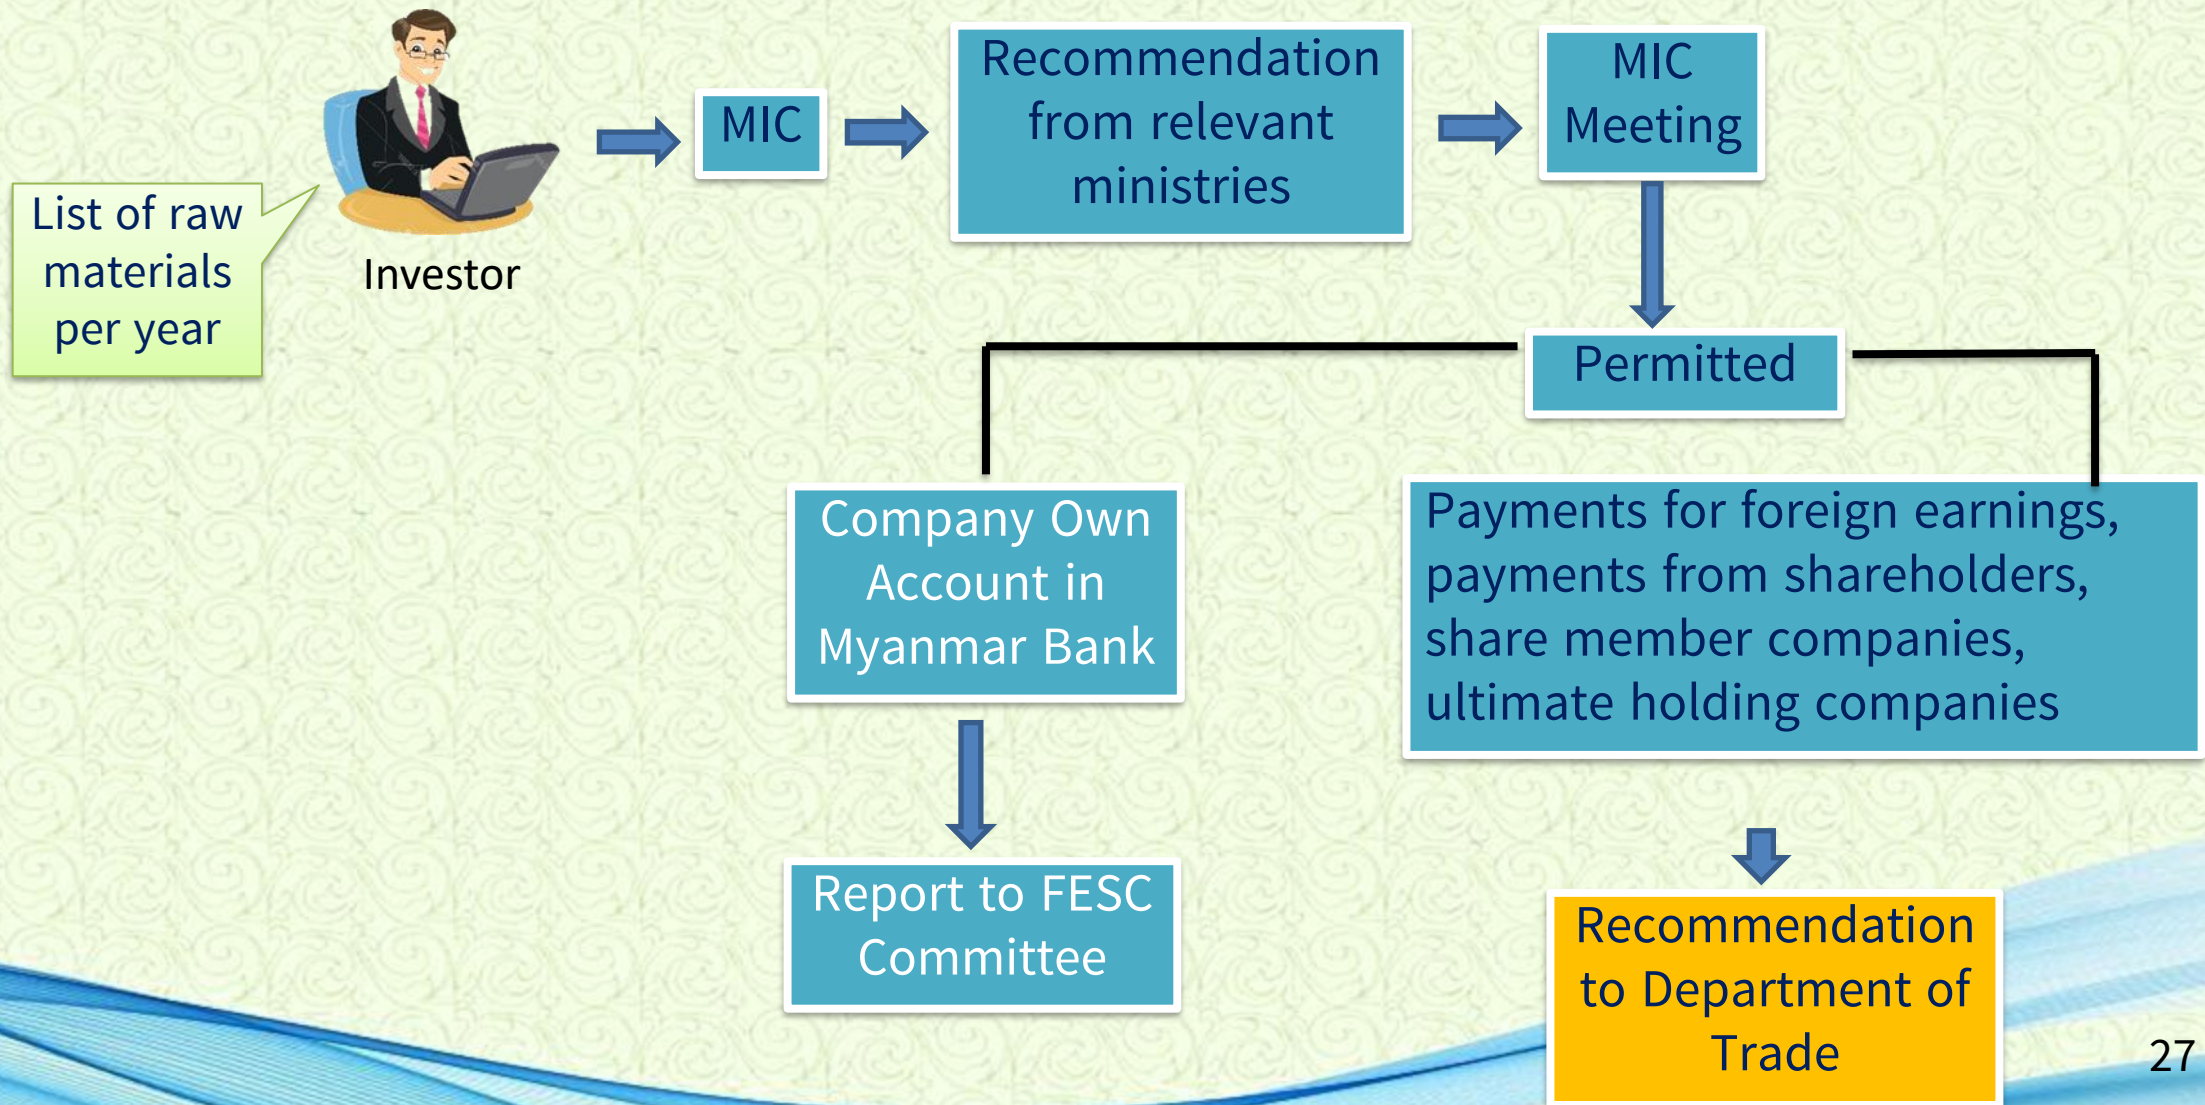 List of raw
materials
per year
Investor
MIC
Recommendation
from relevant
ministries
MIC
Meeting
Permitted
Company Own
Account in
Myanmar Bank
Payments for foreign earnings,
payments from shareholders,
share member companies,
ultimate holding companies
Report to FESC
Committee
Recommendation
to Department of
Trade
27